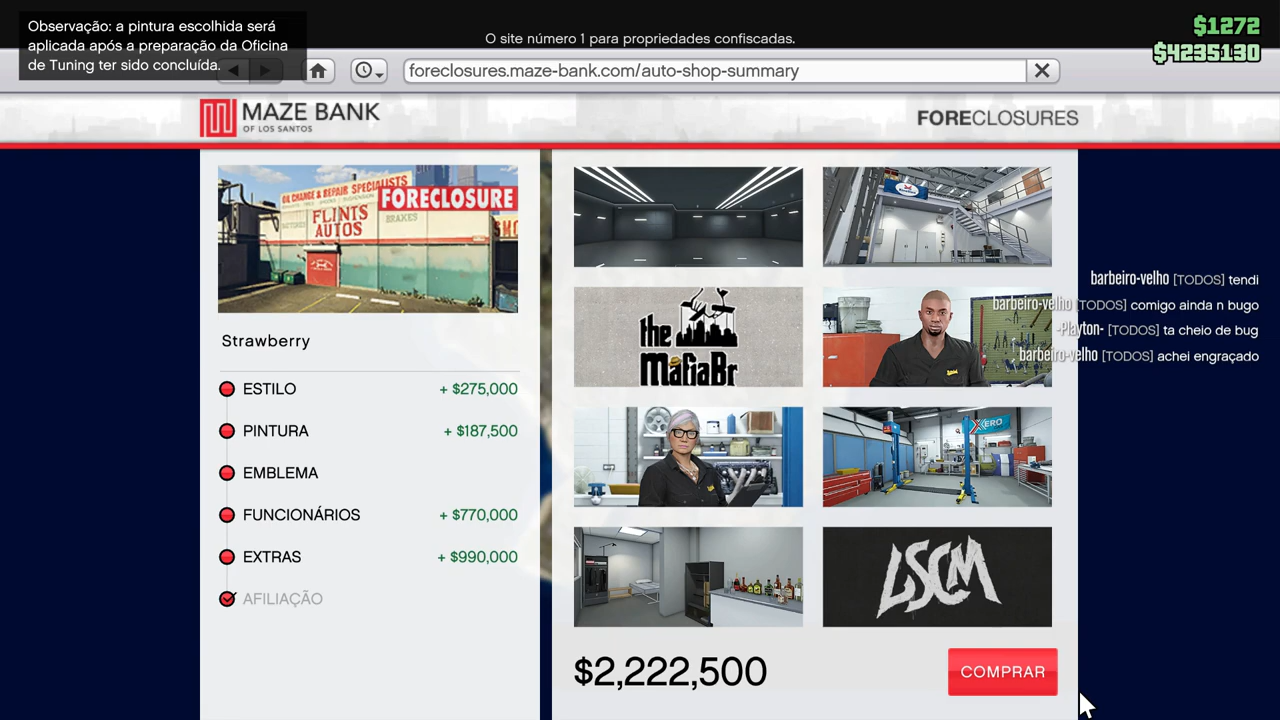 Observação: a pintura escolhida será
aplicada após a preparação da Oficina
de Tuning ter sido concluída.
O site número 1 para propriedades confiscadas.
$1272
$4235130
foreclosures.maze-bank.com/auto-shop-summary
MAZE BANK
OF LOS SANTOS
FORECLOSURES
OIL CHANGE & REPAIR SPECIALISTS
FORECLOSURE
FLINTS
AUTOS
BRAKES
Strawberry
ESTILO + $275,000
PINTURA + $187,500
EMBLEMA
FUNCIONÁRIOS + $770,000
EXTRAS + $990,000
AFILIAÇÃO
the
MafiaBr
XERO
LSCM
barbeiro-velho [TODOS] tendi
barbeiro-velho [TODOS] comigo ainda n bugo
-Playton- [TODOS] ta cheio de bug
barbeiro-velho [TODOS] achei engraçado
$2,222,500
COMPRAR